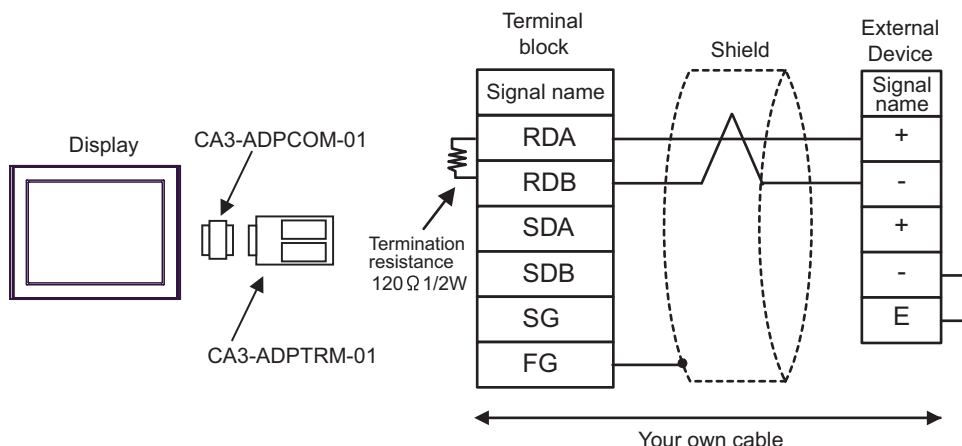 Display
CA3-ADPCOM-01
CA3-ADPTRM-01
Termination
resistance
120 Ω 1/2W
Terminal
block
Signal name
RDA
RDB
SDA
SDB
SG
FG
Shield
External
Device
Signal
name
+
-
+
-
E
Your own cable